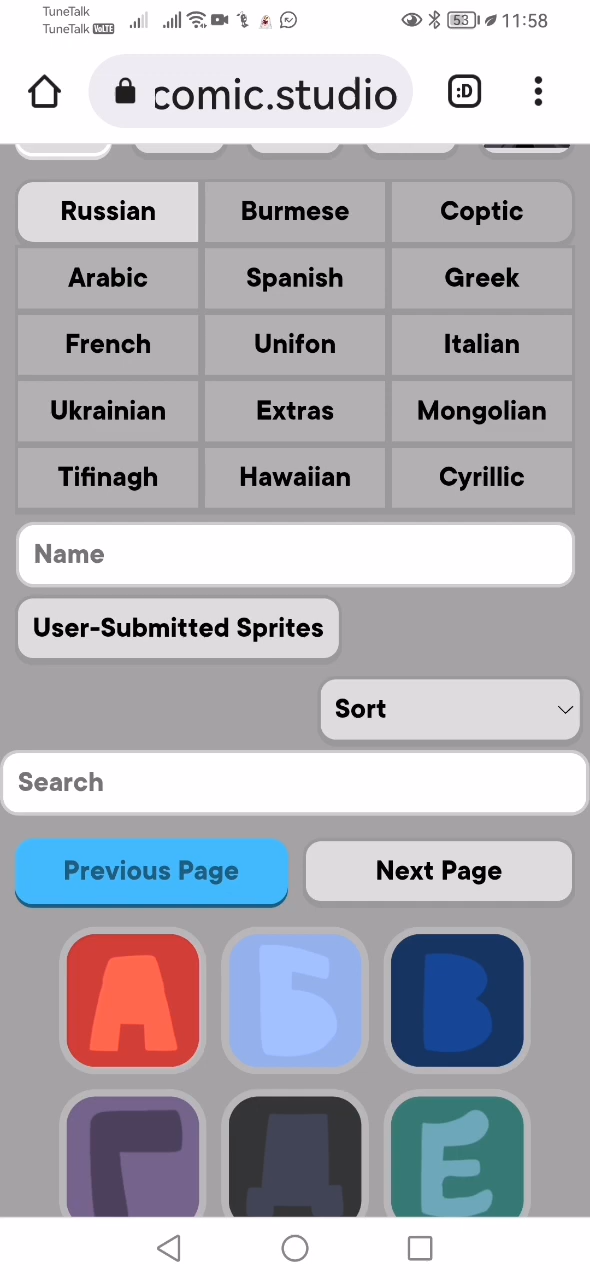 TuneTalk
TuneTalk VoLTE
53
11:58
comic.studio
:D
Russian
Burmese
Coptic
Arabic
Spanish
Greek
French
Unifon
Italian
Ukrainian
Extras
Mongolian
Tifinagh
Hawaiian
Cyrillic
Name
User-Submitted Sprites
Sort
Search
Previous Page
Next Page
А Б В
Г Д Е